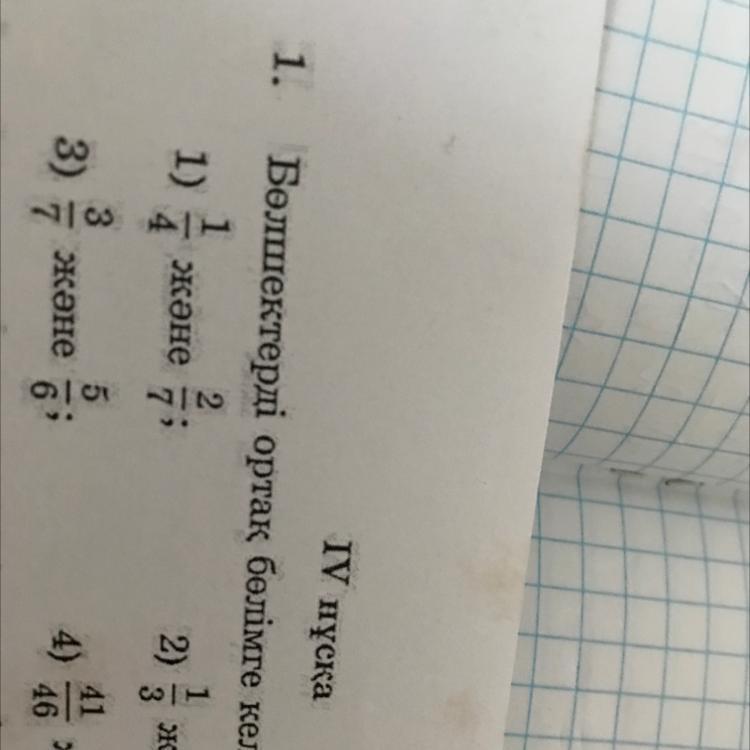 IV нұсқа
1. Бөлшектерді ортақ бөлімге
1) 1/4 және 2/7; 2) 1/3
3) 3/7 және 5/6; 4) 41/46